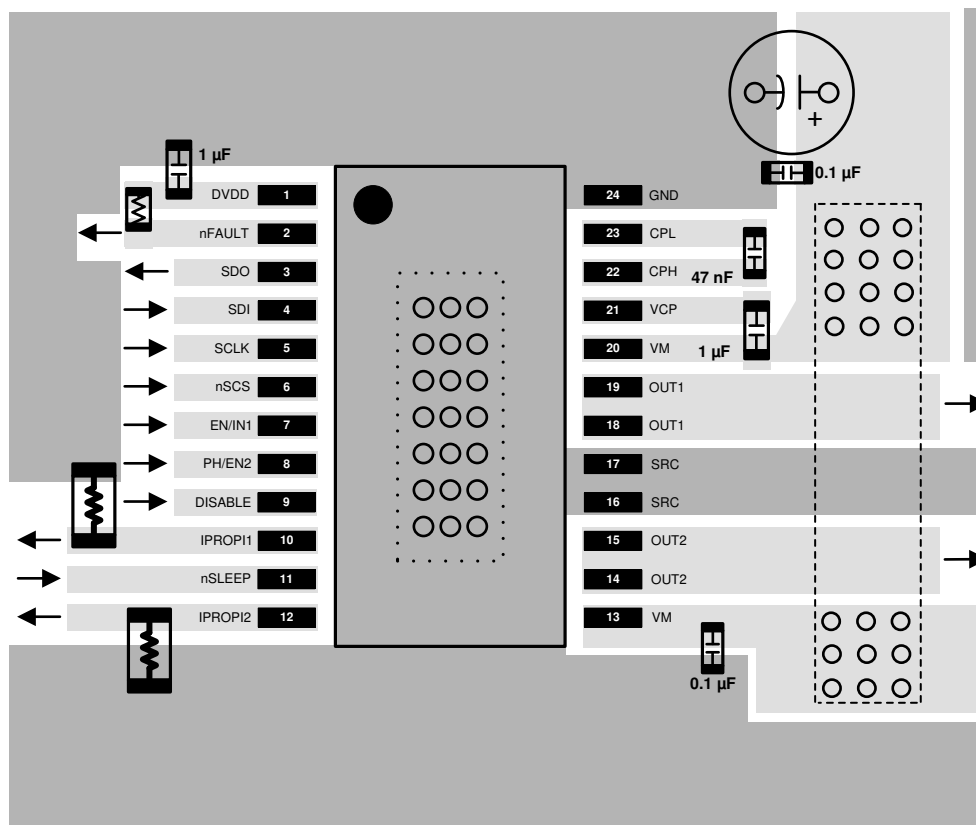 1 µF
DVDD 1
nFAULT 2
SDO 3
SDI 4
SCLK 5
nSCS 6
EN/IN1 7
PH/EN2 8
DISABLE 9
IPROPI1 10
nSLEEP 11
IPROPI2 12
+
0.1 µF
24 GND
23 CPL
22 CPH
47 nF
21 VCP
20 VM
1 µF
19 OUT1
18 OUT1
17 SRC
16 SRC
15 OUT2
14 OUT2
13 VM
0.1 µF